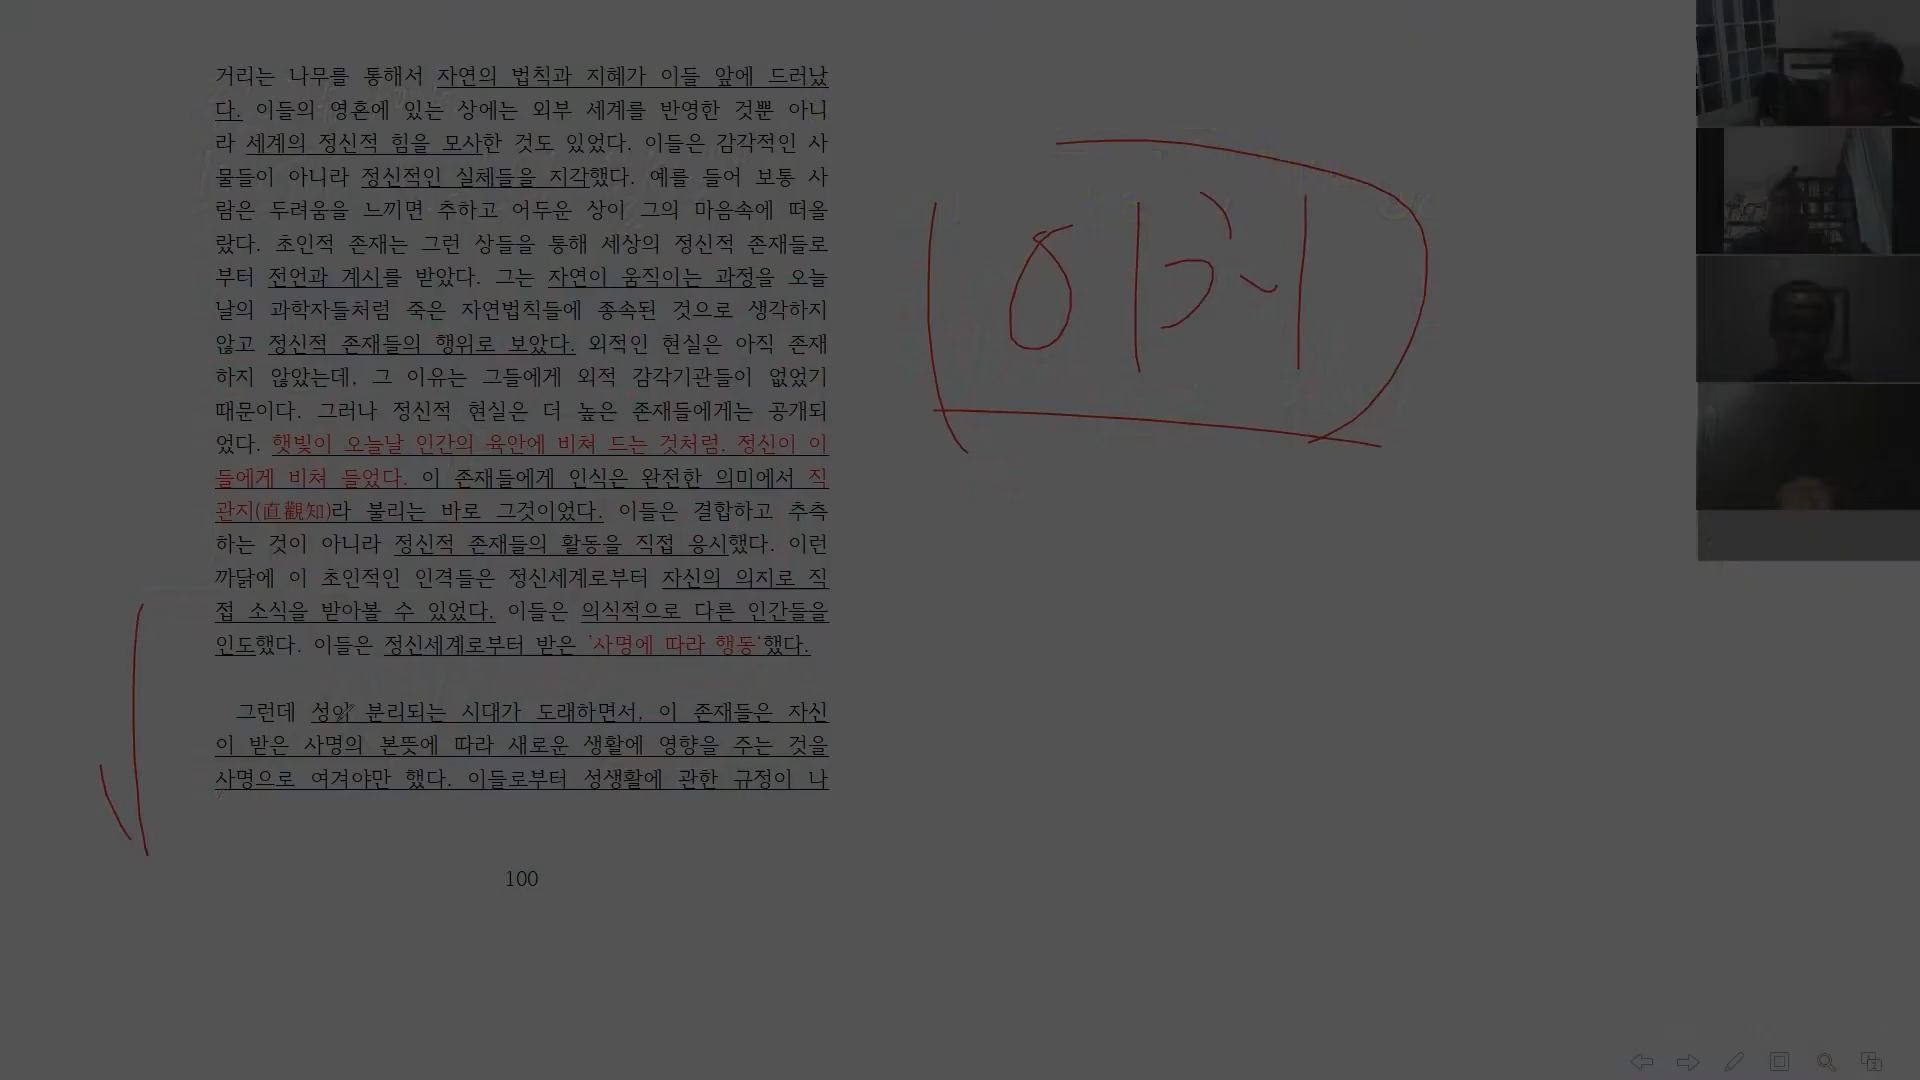 거리는 나무를 통해서 자연의 법칙과 지혜가 이들 앞에 드러났
다. 이들의 영혼에 있는 상에는 외부 세계를 반영한 것뿐 아니
라 세계의 정신적 힘을 모사한 것도 있었다. 이들은 감각적인 사
물들이 아니라 정신적인 실체들을 지각했다. 예를 들어 보통 사
람은 두려움을 느끼면 추하고 어두운 상이 그의 마음속에 떠올
랐다. 초인적 존재는 그런 상들을 통해 세상의 정신적 존재들로
부터 전언과 계시를 받았다. 그는 자연이 움직이는 과정을 오늘
날의 과학자들처럼 죽은 자연법칙들에 종속된 것으로 생각하지
않고 정신적 존재들의 행위로 보았다. 외적인 현실은 아직 존재
하지 않았는데, 그 이유는 그들에게 외적 감각기관들이 없었기
때문이다. 그러나 정신적 현실은 더 높은 존재들에게는 공개되
었다. 햇빛이 오늘날 인간의 육안에 비쳐 드는 것처럼. 정신이 이
들에게 비쳐 들었다. 이 존재들에게 인식은 완전한 의미에서 직
관지(直觀知)라 불리는 바로 그것이었다. 이들은 결합하고 추측
하는 것이 아니라 정신적 존재들의 활동을 직접 응시했다. 이런
까닭에 이 초인적인 인격들은 정신세계로부터 자신의 의지로 직
접 소식을 받아볼 수 있었다. 이들은 의식적으로 다른 인간들을
인도했다. 이들은 정신세계로부터 받은 '사명에 따라 행동'했다.
그런데 성이 분리되는 시대가 도래하면서, 이 존재들은 자신
이 받은 사명의 본뜻에 따라 새로운 생활에 영향을 주는 것을
사명으로 여겨야만 했다. 이들로부터 성생활에 관한 규정이 나
100